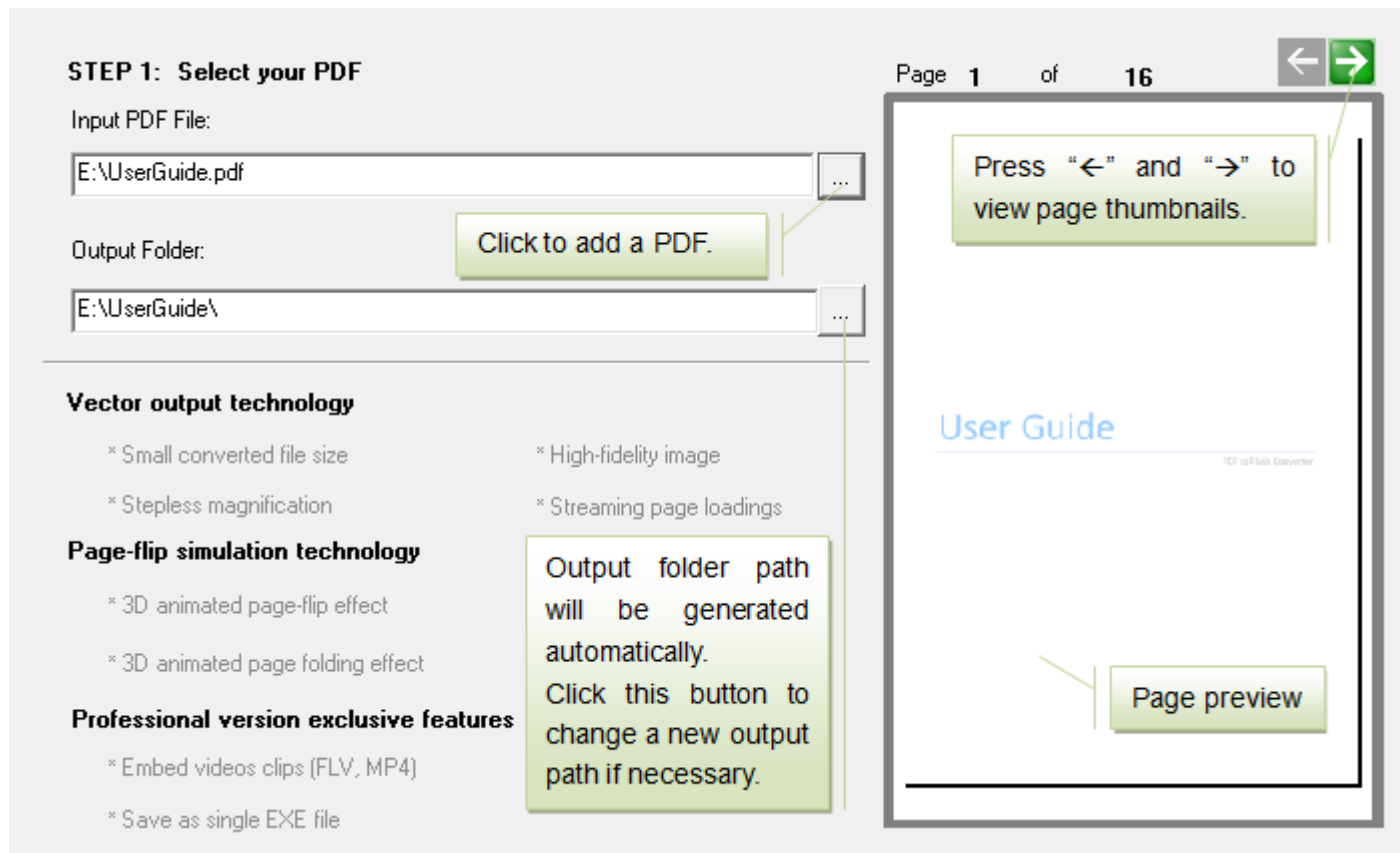 STEP 1: Select your PDF
Input PDF File:
E:\UserGuide.pdf
...
Click to add a PDF.
Output Folder:
E:\UserGuide\
...
Vector output technology
* Small converted file size
* High-fidelity image
* Stepless magnification
* Streaming page loadings
Page-flip simulation technology
* 3D animated page-flip effect
* 3D animated page folding effect
Professional version exclusive features
* Embed videos clips (FLV, MP4)
* Save as single EXE file
Output folder path
will be generated
automatically.
Click this button to
change a new output
path if necessary.
Page 1 of 16
Press “←” and “→” to
view page thumbnails.
User Guide
PDF to Flash Converter
Page preview